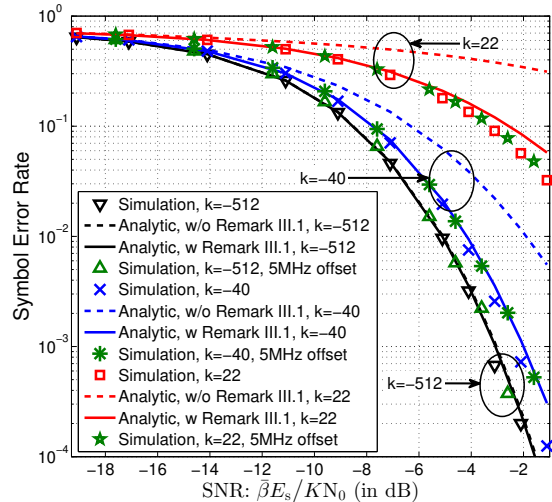 10^0
10^-1
10^-2
10^-3
10^-4
Symbol Error Rate
k=22
k=−40
k=−512
Simulation, k=−512
Analytic, w/o Remark III.1, k=−512
Analytic, w Remark III.1, k=−512
Simulation, k=−512, 5MHz offset
Simulation, k=−40
Analytic, w/o Remark III.1, k=−40
Analytic, w Remark III.1, k=−40
Simulation, k=−40, 5MHz offset
Simulation, k=22
Analytic, w/o Remark III.1, k=22
Analytic, w Remark III.1, k=22
Simulation, k=22, 5MHz offset
−18 −16 −14 −12 −10 −8 −6 −4 −2
SNR: β̄E_s/KN_0 (in dB)